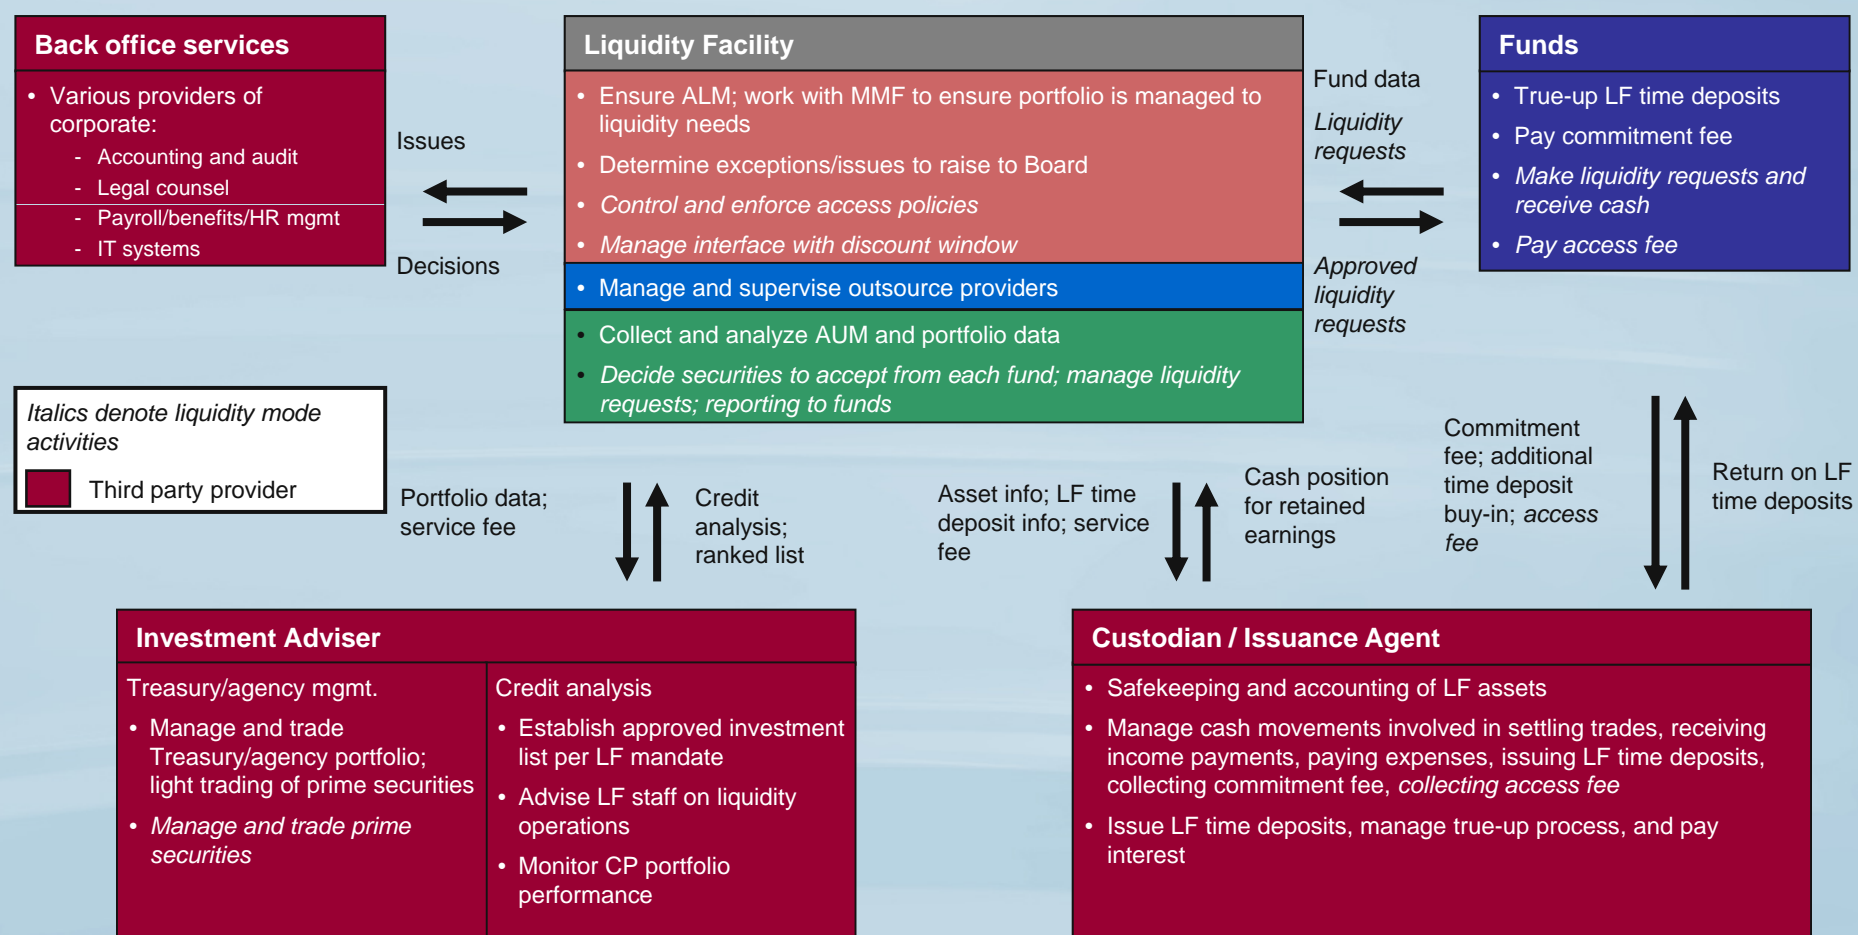 Back office services
• Various providers of
corporate:
- Accounting and audit
- Legal counsel
- Payroll/benefits/HR mgmt
- IT systems
Issues
Decisions
Liquidity Facility
• Ensure ALM; work with MMF to ensure portfolio is managed to
liquidity needs
• Determine exceptions/issues to raise to Board
• Control and enforce access policies
• Manage interface with discount window
• Manage and supervise outsource providers
• Collect and analyze AUM and portfolio data
• Decide securities to accept from each fund; manage liquidity
requests; reporting to funds
Fund data
Liquidity
requests
Approved
liquidity
requests
Funds
• True-up LF time deposits
• Pay commitment fee
• Make liquidity requests and
receive cash
• Pay access fee
Italics denote liquidity mode
activities
Third party provider
Portfolio data;
service fee
Credit
analysis;
ranked list
Asset info; LF time
deposit info; service
fee
Cash position
for retained
earnings
Commitment
fee; additional
time deposit
buy-in; access
fee
Return on LF
time deposits
Investment Adviser
Treasury/agency mgmt.
• Manage and trade
Treasury/agency portfolio;
light trading of prime securities
• Manage and trade prime
securities
Credit analysis
• Establish approved investment
list per LF mandate
• Advise LF staff on liquidity
operations
• Monitor CP portfolio
performance
Custodian / Issuance Agent
• Safekeeping and accounting of LF assets
• Manage cash movements involved in settling trades, receiving
income payments, paying expenses, issuing LF time deposits,
collecting commitment fee, collecting access fee
• Issue LF time deposits, manage true-up process, and pay
interest